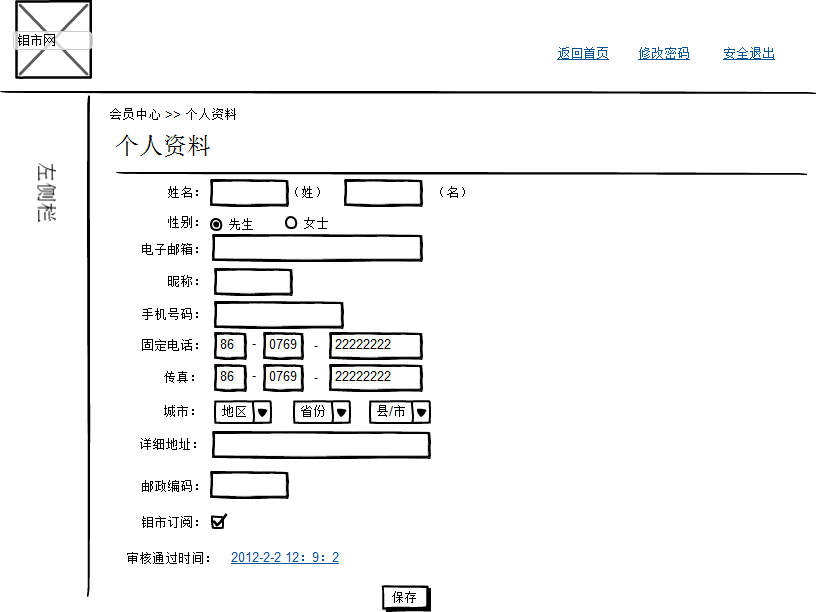 钼市网
返回首页 修改密码 安全退出
会员中心 >> 个人资料
个人资料
左侧栏
姓名： （姓） （名）
性别： 先生 女士
电子邮箱：
昵称：
手机号码：
固定电话： 86 - 0769 - 22222222
传真： 86 - 0769 - 22222222
城市： 地区 省份 县/市
详细地址：
邮政编码：
钼市订阅：
审核通过时间： 2012-2-2 12：9：2
保存